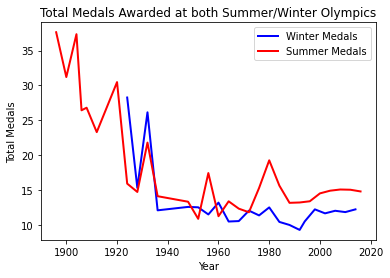 Total Medals Awarded at both Summer/Winter Olympics
Winter Medals
Summer Medals
Total Medals
35
30
25
20
15
10
1900
1920
1940
1960
1980
2000
2020
Year